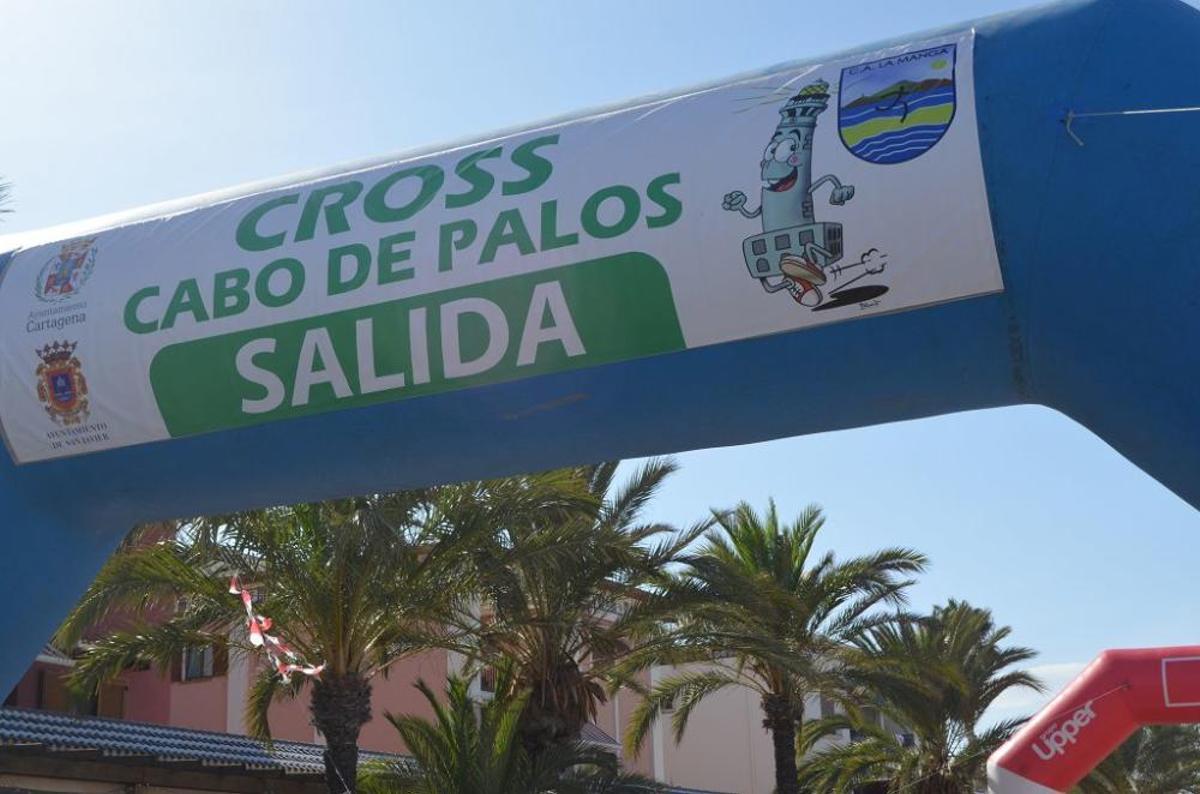 C. A. LA MANGA
CROSS
CABO DE PALOS
SALIDA
Ayuntamiento
Cartagena
AYUNTAMIENTO
DE SAN JAVIER
upper